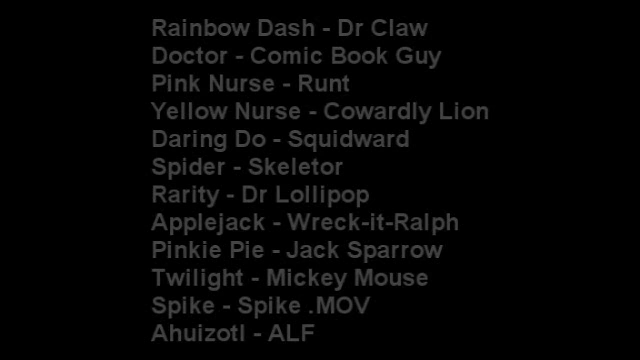 Rainbow Dash - Dr Claw
Doctor - Comic Book Guy
Pink Nurse - Runt
Yellow Nurse - Cowardly Lion
Daring Do - Squidward
Spider - Skeletor
Rarity - Dr Lollipop
Applejack - Wreck-it-Ralph
Pinkie Pie - Jack Sparrow
Twilight - Mickey Mouse
Spike - Spike .MOV
Ahuizotl - ALF